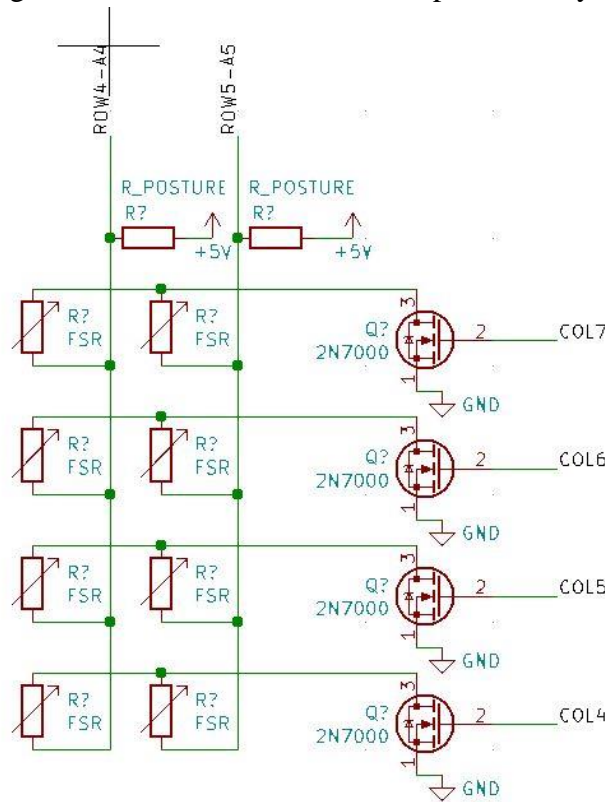 ROW4-A4
ROW5-A5
R_POSTURE R_POSTURE
R? R?
+5V +5V
R? R? Q? 3 2 COL7
FSR FSR 2N7000
1
GND
R? R? Q? 3 2 COL6
FSR FSR 2N7000
1
GND
R? R? Q? 3 2 COL5
FSR FSR 2N7000
1
GND
R? R? Q? 3 2 COL4
FSR FSR 2N7000
1
GND